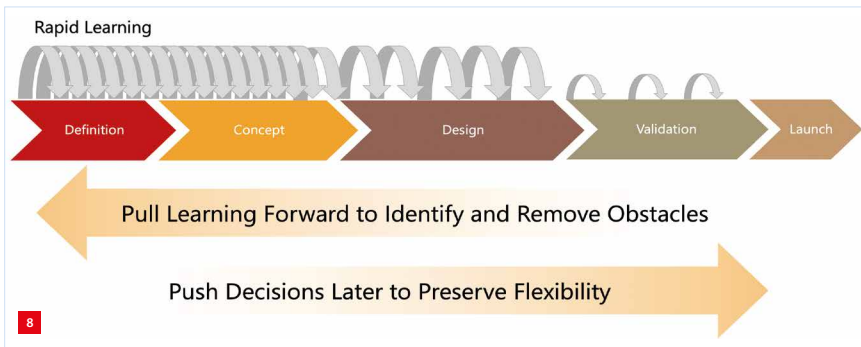 Rapid Learning
Definition
Concept
Design
Validation
Launch
Pull Learning Forward to Identify and Remove Obstacles
Push Decisions Later to Preserve Flexibility
8